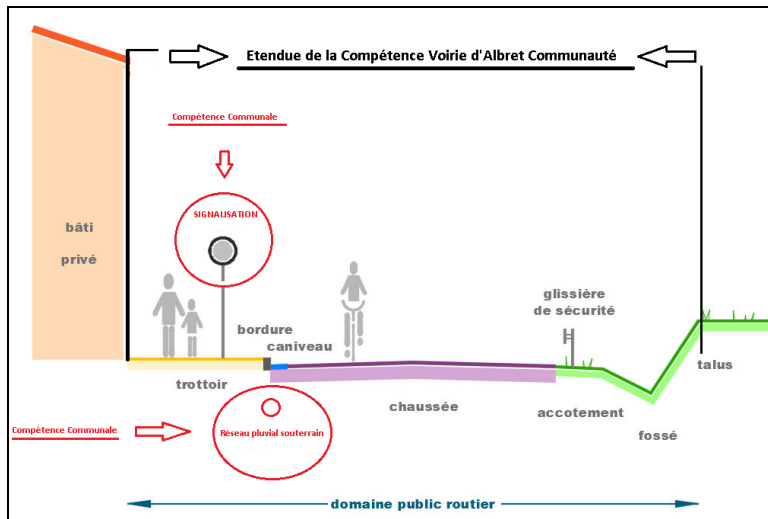 Etendue de la Compétence Voirie d'Albret Communauté
Compétence Communale
SIGNALISATION
bâti
privé
glissière
de sécurité
bordure
caniveau
trottoir
chaussée
accotement
talus
fossé
Compétence Communale
Réseau pluvial souterrain
domaine public routier